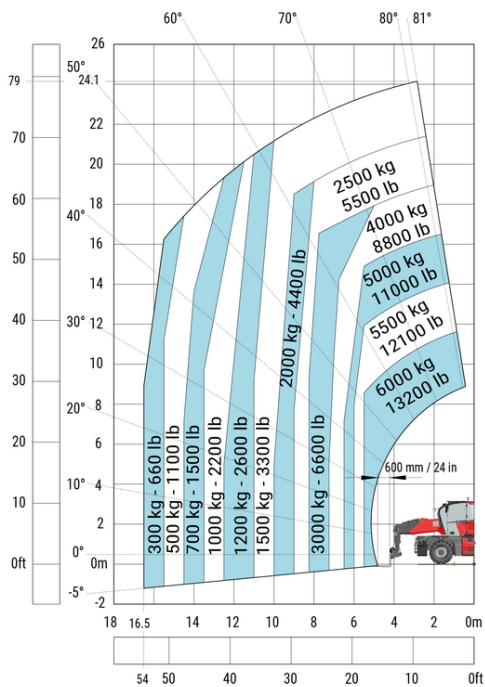 60°
70°
80°
81°
26
50°
79
24.1
70
22
20
2500 kg
5500 lb
60
18
4000 kg
8800 lb
40°
50
16
5000 kg
11000 lb
14
2000 kg - 4400 lb
40
30°
12
5500 kg
12100 lb
10
30
6000 kg
13200 lb
20°
8
20
6
300 kg - 660 lb
500 kg - 1100 lb
700 kg - 1500 lb
1000 kg - 2200 lb
1200 kg - 2600 lb
1500 kg - 3300 lb
3000 kg - 6600 lb
600 mm / 24 in
10°
4
10
2
0°
0ft
0m
-5°
-2
18
16.5
14
12
10
8
6
4
2
0m
54
50
40
30
20
10
0ft